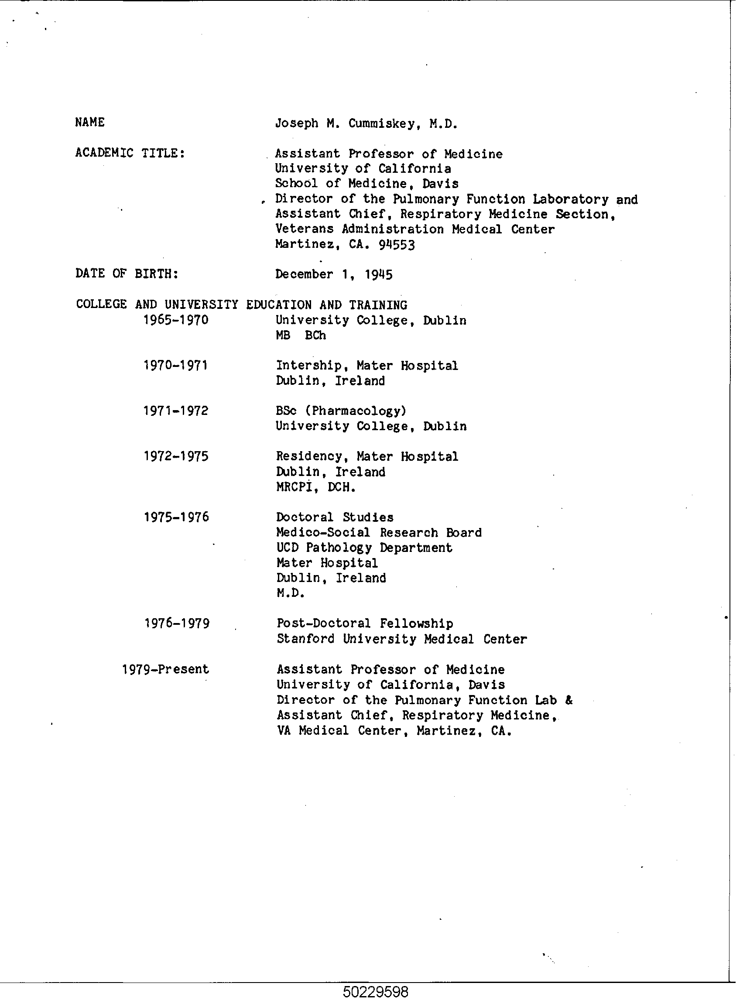 NAME Joseph M. Cummiskey, M.D.
ACADEMIC TITLE: Assistant Professor of Medicine
University of California
School of Medicine, Davis
Director of the Pulmonary Function Laboratory and
Assistant Chief, Respiratory Medicine Section,
Veterans Administration Medical Center
Martinez, CA. 94553
DATE OF BIRTH: December 1, 1945
COLLEGE AND UNIVERSITY EDUCATION AND TRAINING
1965-1970 University College, Dublin
MB BCh
1970-1971 Intership, Mater Hospital
Dublin, Ireland
1971-1972 BSc (Pharmacology)
University College, Dublin
1972-1975 Residency, Mater Hospital
Dublin, Ireland
MRCPI, DCH.
1975-1976 Doctoral Studies
Medico-Social Research Board
UCD Pathology Department
Mater Hospital
Dublin, Ireland
M.D.
1976-1979 Post-Doctoral Fellowship
Stanford University Medical Center
1979-Present Assistant Professor of Medicine
University of California, Davis
Director of the Pulmonary Function Lab &
Assistant Chief, Respiratory Medicine,
VA Medical Center, Martinez, CA.
50229598